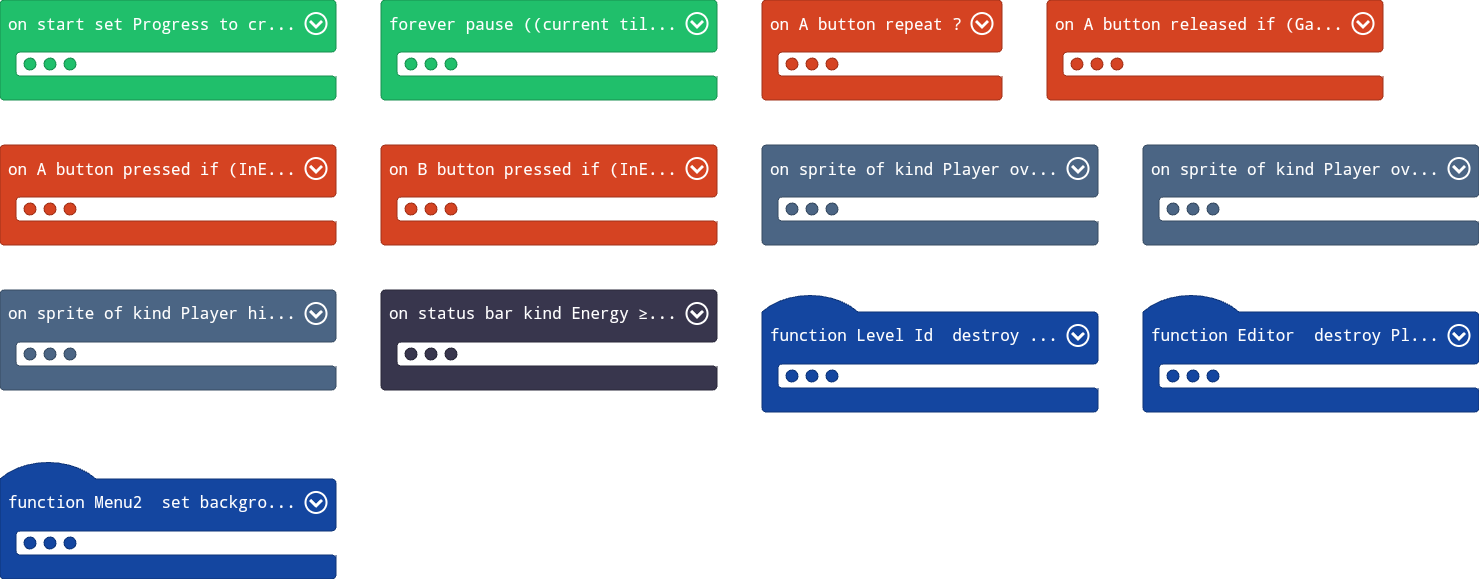 on start set Progress to cr...
forever pause ((current til...
on A button repeat ?
on A button released if (Ga...
on A button pressed if (InE...
on B button pressed if (InE...
on sprite of kind Player ov...
on sprite of kind Player ov...
on sprite of kind Player hi...
on status bar kind Energy ≥...
function Level Id  destroy ...
function Editor  destroy Pl...
function Menu2  set backgro...